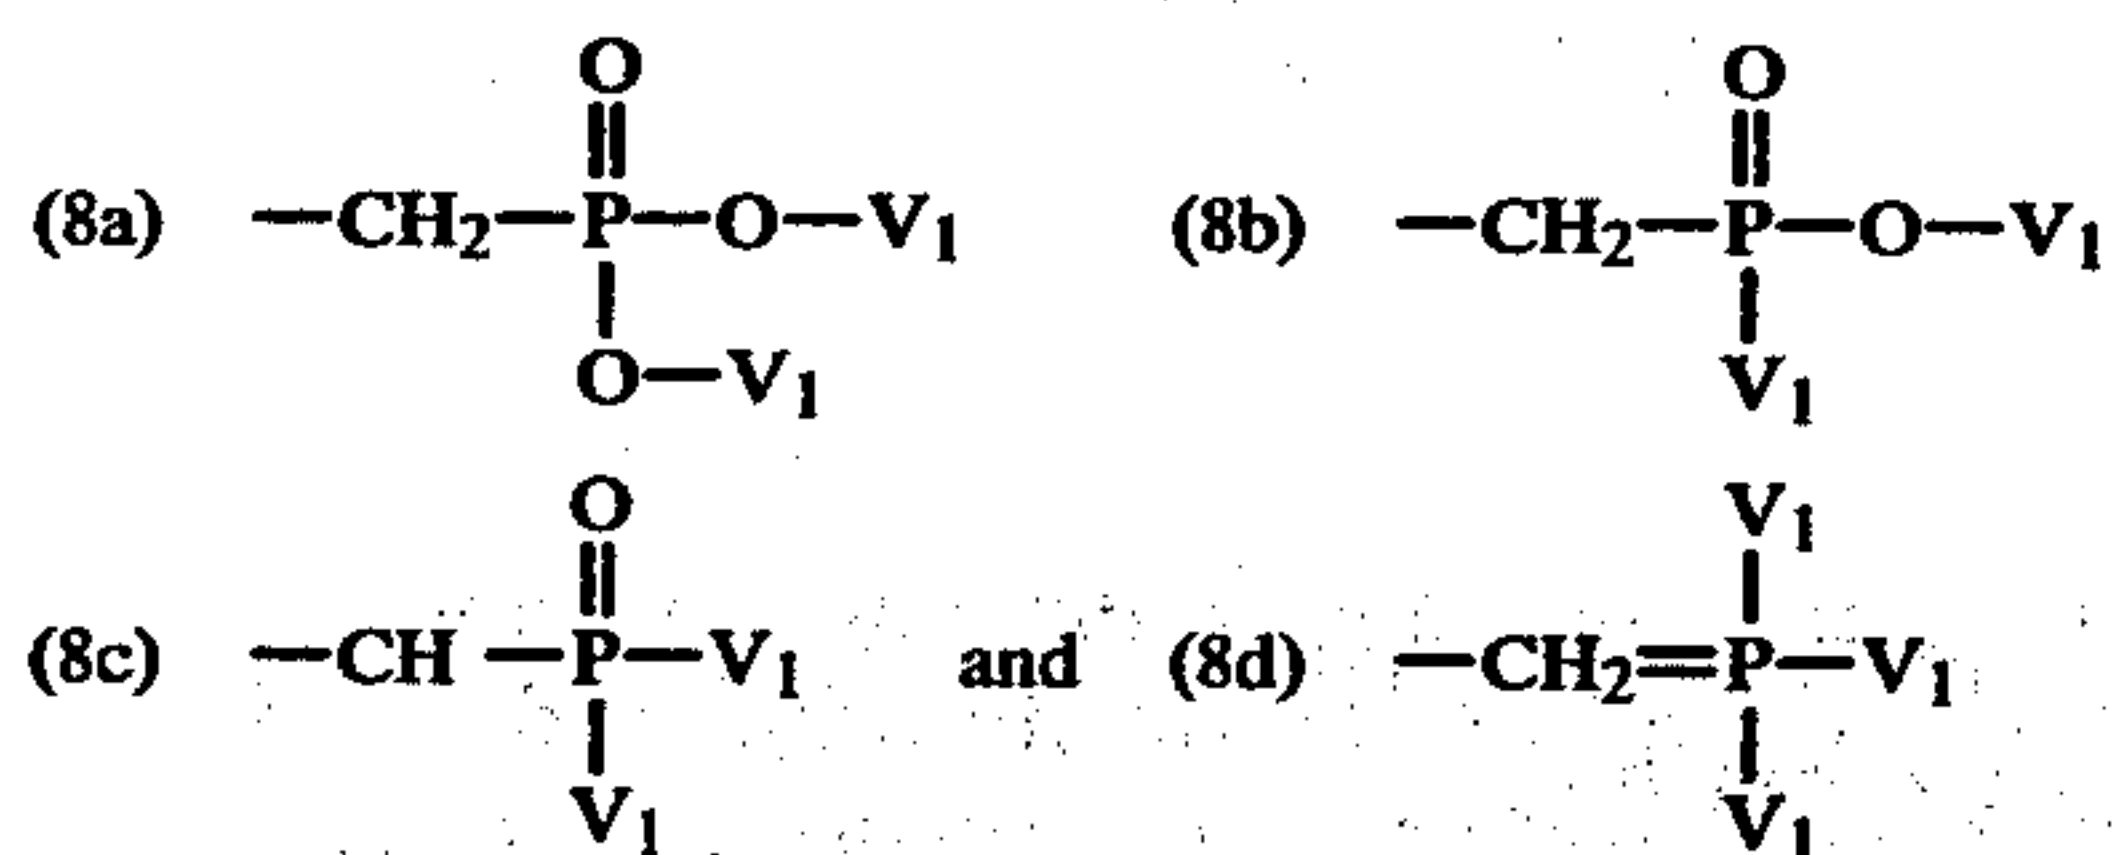 O O
(8a) —CH2—P—O—V1 (8b) —CH2—P—O—V1
O—V1 V1
O V1
(8c) —CH —P—V1 and (8d) —CH2=P—V1
V1 V1